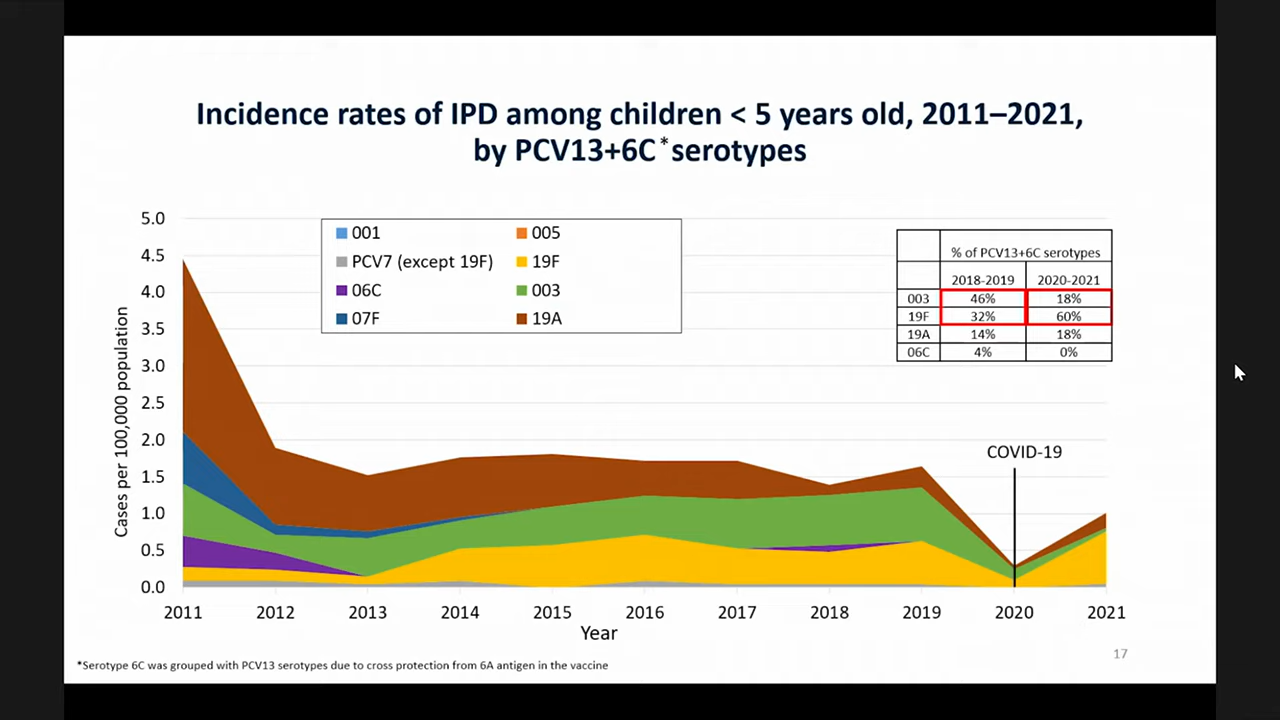 Incidence rates of IPD among children < 5 years old, 2011–2021,
by PCV13+6C* serotypes
5.0
4.5
4.0
3.5
3.0
2.5
2.0
1.5
1.0
0.5
0.0
Cases per 100,000 population
001
005
PCV7 (except 19F)
19F
06C
003
07F
19A
% of PCV13+6C serotypes
2018-2019 2020-2021
003 46% 18%
19F 32% 60%
19A 14% 18%
06C 4% 0%
COVID-19
2011 2012 2013 2014 2015 2016 2017 2018 2019 2020 2021
Year
*Serotype 6C was grouped with PCV13 serotypes due to cross protection from 6A antigen in the vaccine
17